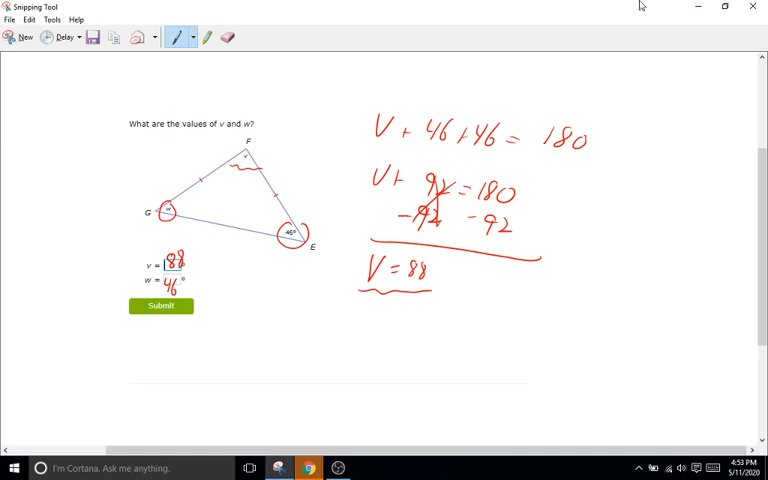 Snipping Tool
File Edit Tools Help
New Delay
What are the values of v and w?
F
v
G
w
46°
E
v = 88
w = 46°
Submit
V + 46 + 46 = 180
V + 92 = 180
- 92 - 92
V = 88
I'm Cortana. Ask me anything.
4:53 PM
5/11/2020